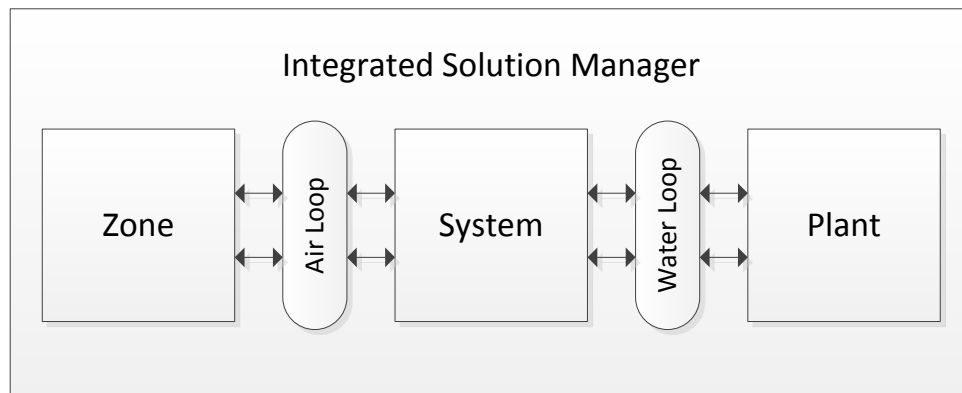 Integrated Solution Manager
Zone
Air Loop
System
Water Loop
Plant